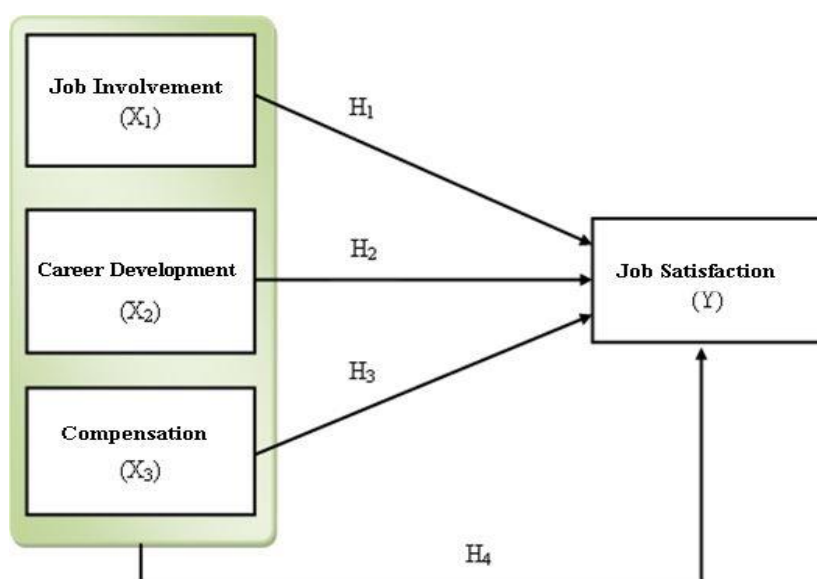 Job Involvement
(X₁)
H₁
Career Development
(X₂)
H₂
Job Satisfaction
(Y)
H₃
Compensation
(X₃)
H₄